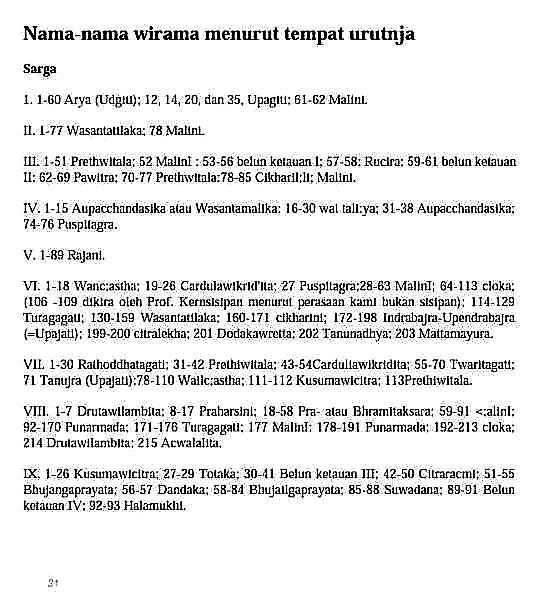 Nama-nama wirama menurut tempat urutnja
Sarga
I. 1-60 Arya (Udgiti); 12, 14, 20, dan 35, Upagiti; 61-62 Malini.
II. 1-77 Wasantatilaka; 78 Malini.
III. 1-51 Prethwitala; 52 MalinI : 53-56 belun ketauan I; 57-58; Rucira; 59-61 belun ketauan
II: 62-69 Pawitra; 70-77 Prethwitala:78-85 Cikharil;lt; Malini.
IV. 1-15 Aupacchandasika atau Wasantamalika; 16-30 wai tali:ya; 31-38 Aupacchandasika;
74-76 Puspitagra.
V. 1-89 Rajani.
VI. 1-18 Wanc;astha; 19-26 Cardulawikrid'ita; 27 Puspitagra;28-63 MalinI; 64-113 cloka;
(106 -109 dikira oleh Prof. Kernsisipan menurut perasaan kami bukan sisipan); 114-129
Turagagati; 130-159 Wasantatilaka; 160-171 cikharini; 172-198 Indrabajra-Upendrabajra
(=Upajati); 199-200 citralekha; 201 Dodakawretta; 202 Tanunadhya; 203 Mattamayura.
VII. 1-30 Rathoddhatagati; 31-42 Prethiwitala; 43-54Carduliawikridita; 55-70 Twaritagati;
71 Tanujra (Upajati):78-110 Wailc;astha; 111-112 Kusumawicitra; 113Prethiwitala.
VIII. 1-7 Drutawilambita; 8-17 Praharsini; 18-58 Pra- atau Bhramitaksara; 59-91 <;alinI;
92-170 Punarmada; 171-176 Turagagati; 177 MalinI; 178-191 Punarmada; 192-213 cloka;
214 Drutawilambita; 215 Acwalalita.
IX. 1-26 Kusumawicitra; 27-29 Totaka; 30-41 Belun ketauan III; 42-50 Citraracmi; 51-55
Bhujangaprayata; 56-57 Dandaka; 58-84 Bhujailgaprayata; 85-88 Suwadana; 89-91 Belun
ketauan IV; 92-93 Halamukhi.